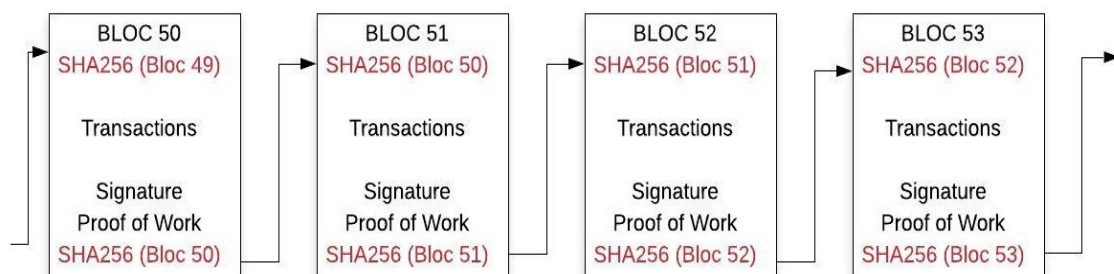 BLOC 50
SHA256 (Bloc 49)
Transactions
Signature
Proof of Work
SHA256 (Bloc 50)
BLOC 51
SHA256 (Bloc 50)
Transactions
Signature
Proof of Work
SHA256 (Bloc 51)
BLOC 52
SHA256 (Bloc 51)
Transactions
Signature
Proof of Work
SHA256 (Bloc 52)
BLOC 53
SHA256 (Bloc 52)
Transactions
Signature
Proof of Work
SHA256 (Bloc 53)